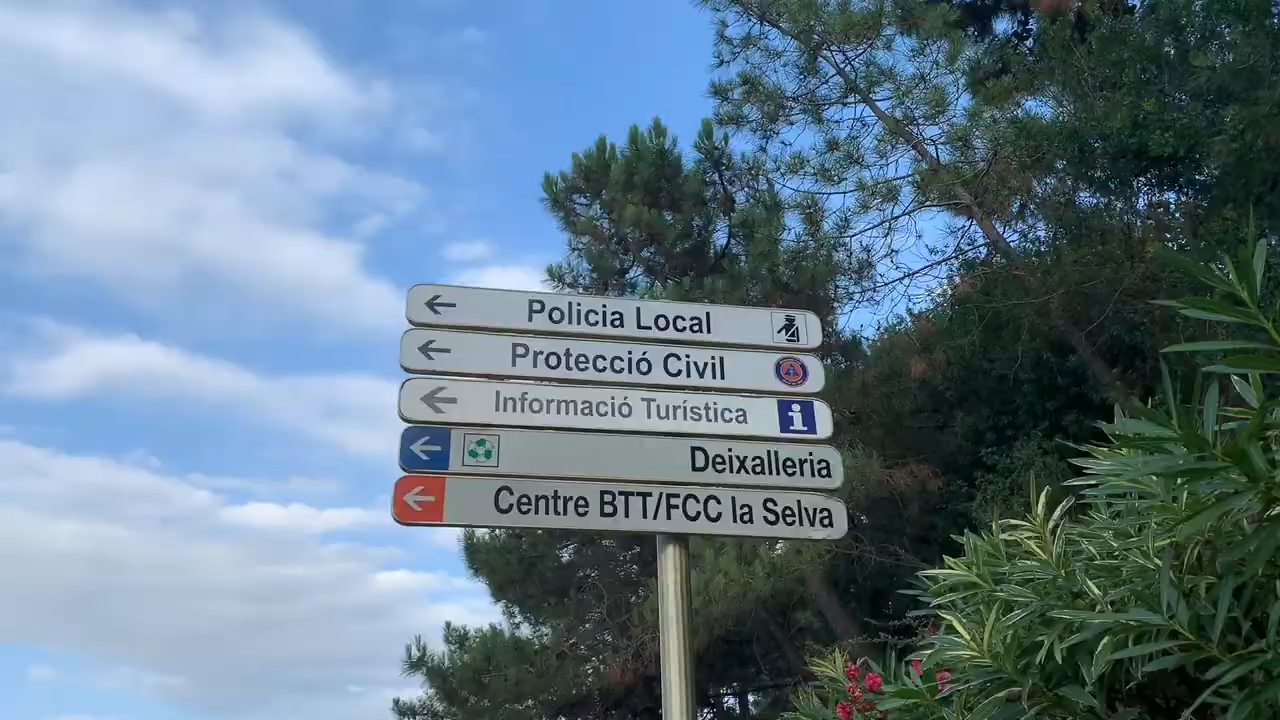 Policia Local
Protecció Civil
Informació Turística
i
Deixalleria
Centre BTT/FCC la Selva